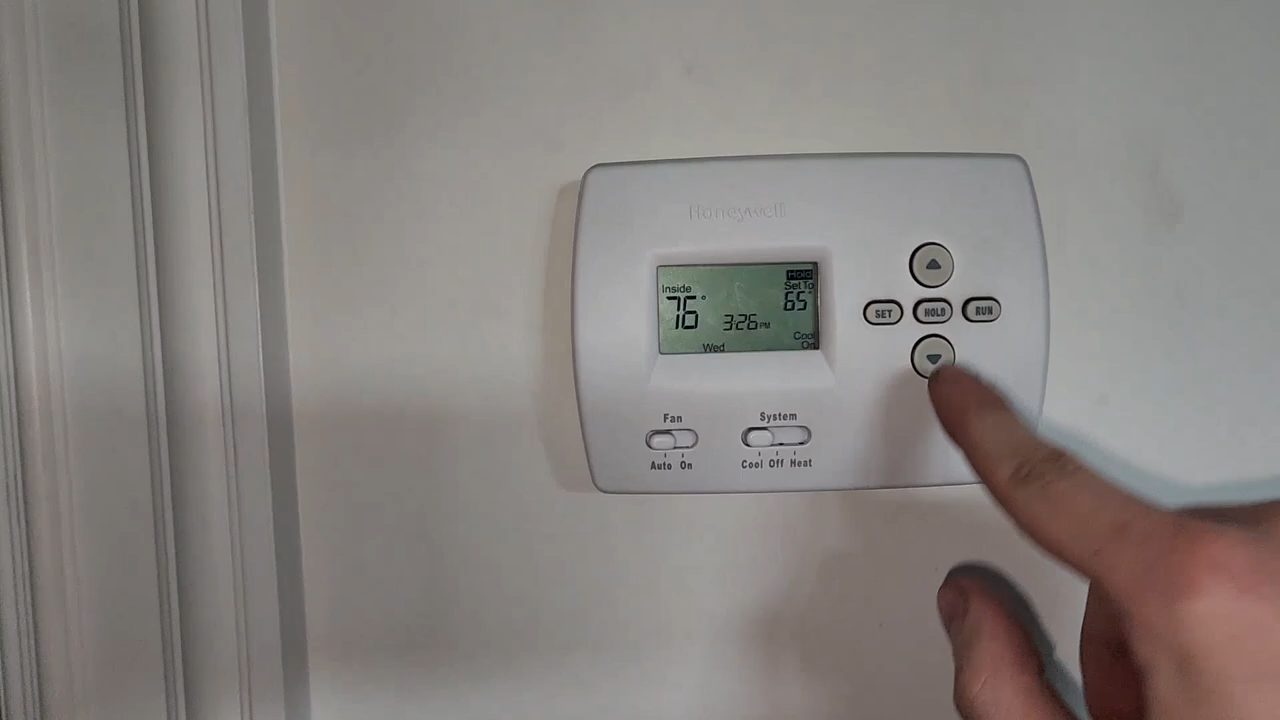 Honeywell
Hold
Inside
Set To
76°
65°
3:26 PM
Cool
On
Wed
SET
HOLD
RUN
Fan
Auto On
System
Cool Off Heat